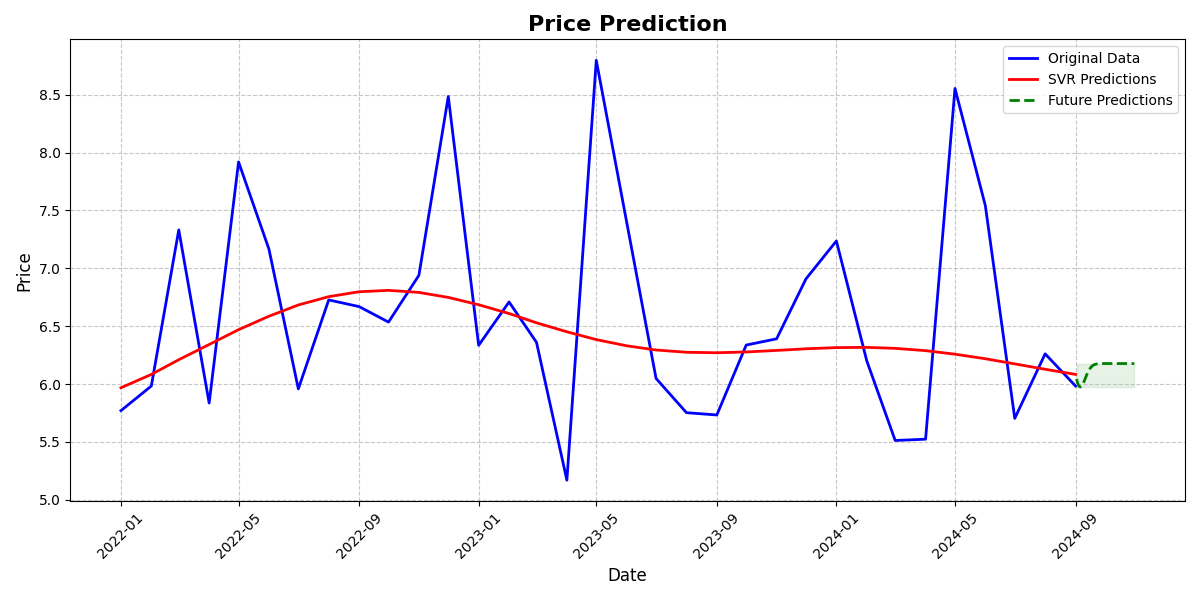 Price Prediction
Original Data
SVR Predictions
Future Predictions
Price
8.5
8.0
7.5
7.0
6.5
6.0
5.5
5.0
2022-01
2022-05
2022-09
2023-01
2023-05
2023-09
2024-01
2024-05
2024-09
Date